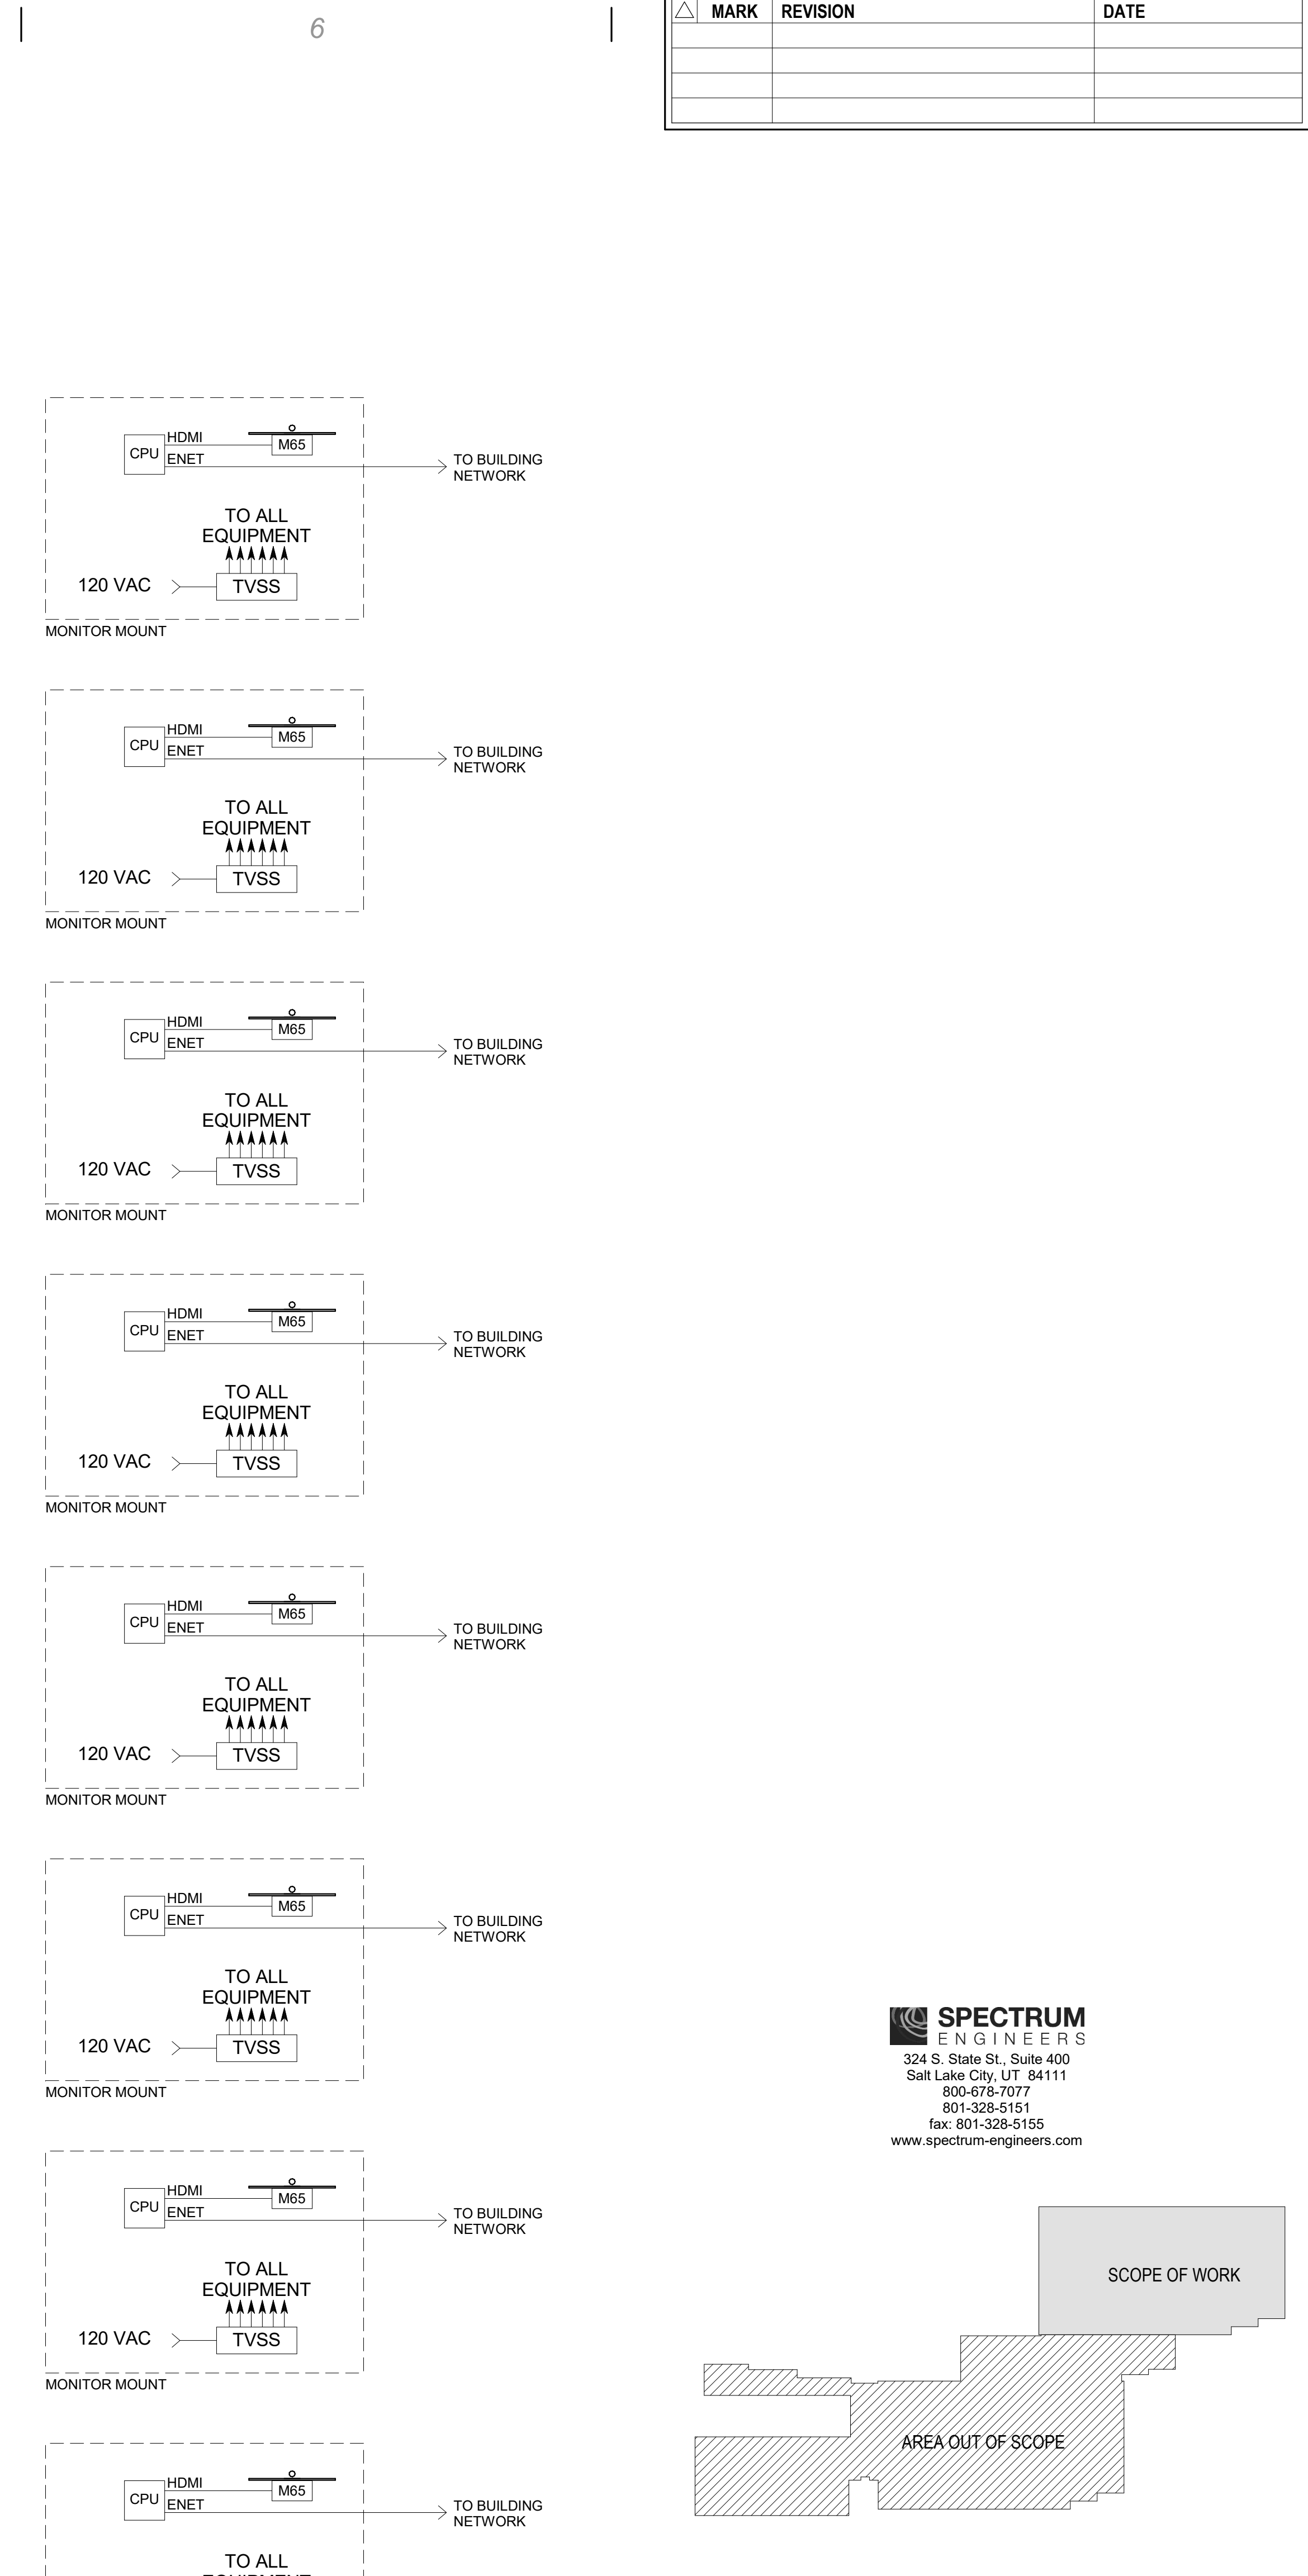 6
MARK REVISION DATE
HDMI
CPU
M65
ENET
TO BUILDING
NETWORK
TO ALL
EQUIPMENT
120 VAC
TVSS
MONITOR MOUNT
HDMI
CPU
M65
ENET
TO BUILDING
NETWORK
TO ALL
EQUIPMENT
120 VAC
TVSS
MONITOR MOUNT
HDMI
CPU
M65
ENET
TO BUILDING
NETWORK
TO ALL
EQUIPMENT
120 VAC
TVSS
MONITOR MOUNT
HDMI
CPU
M65
ENET
TO BUILDING
NETWORK
TO ALL
EQUIPMENT
120 VAC
TVSS
MONITOR MOUNT
HDMI
CPU
M65
ENET
TO BUILDING
NETWORK
TO ALL
EQUIPMENT
120 VAC
TVSS
MONITOR MOUNT
HDMI
CPU
M65
ENET
TO BUILDING
NETWORK
TO ALL
EQUIPMENT
120 VAC
TVSS
MONITOR MOUNT
HDMI
CPU
M65
ENET
TO BUILDING
NETWORK
TO ALL
EQUIPMENT
120 VAC
TVSS
MONITOR MOUNT
HDMI
CPU
M65
ENET
TO BUILDING
NETWORK
TO ALL
EQUIPMENT
SPECTRUM
ENGINEERS
324 S. State St., Suite 400
Salt Lake City, UT 84111
800-678-7077
801-328-5151
fax: 801-328-5155
www.spectrum-engineers.com
SCOPE OF WORK
AREA OUT OF SCOPE